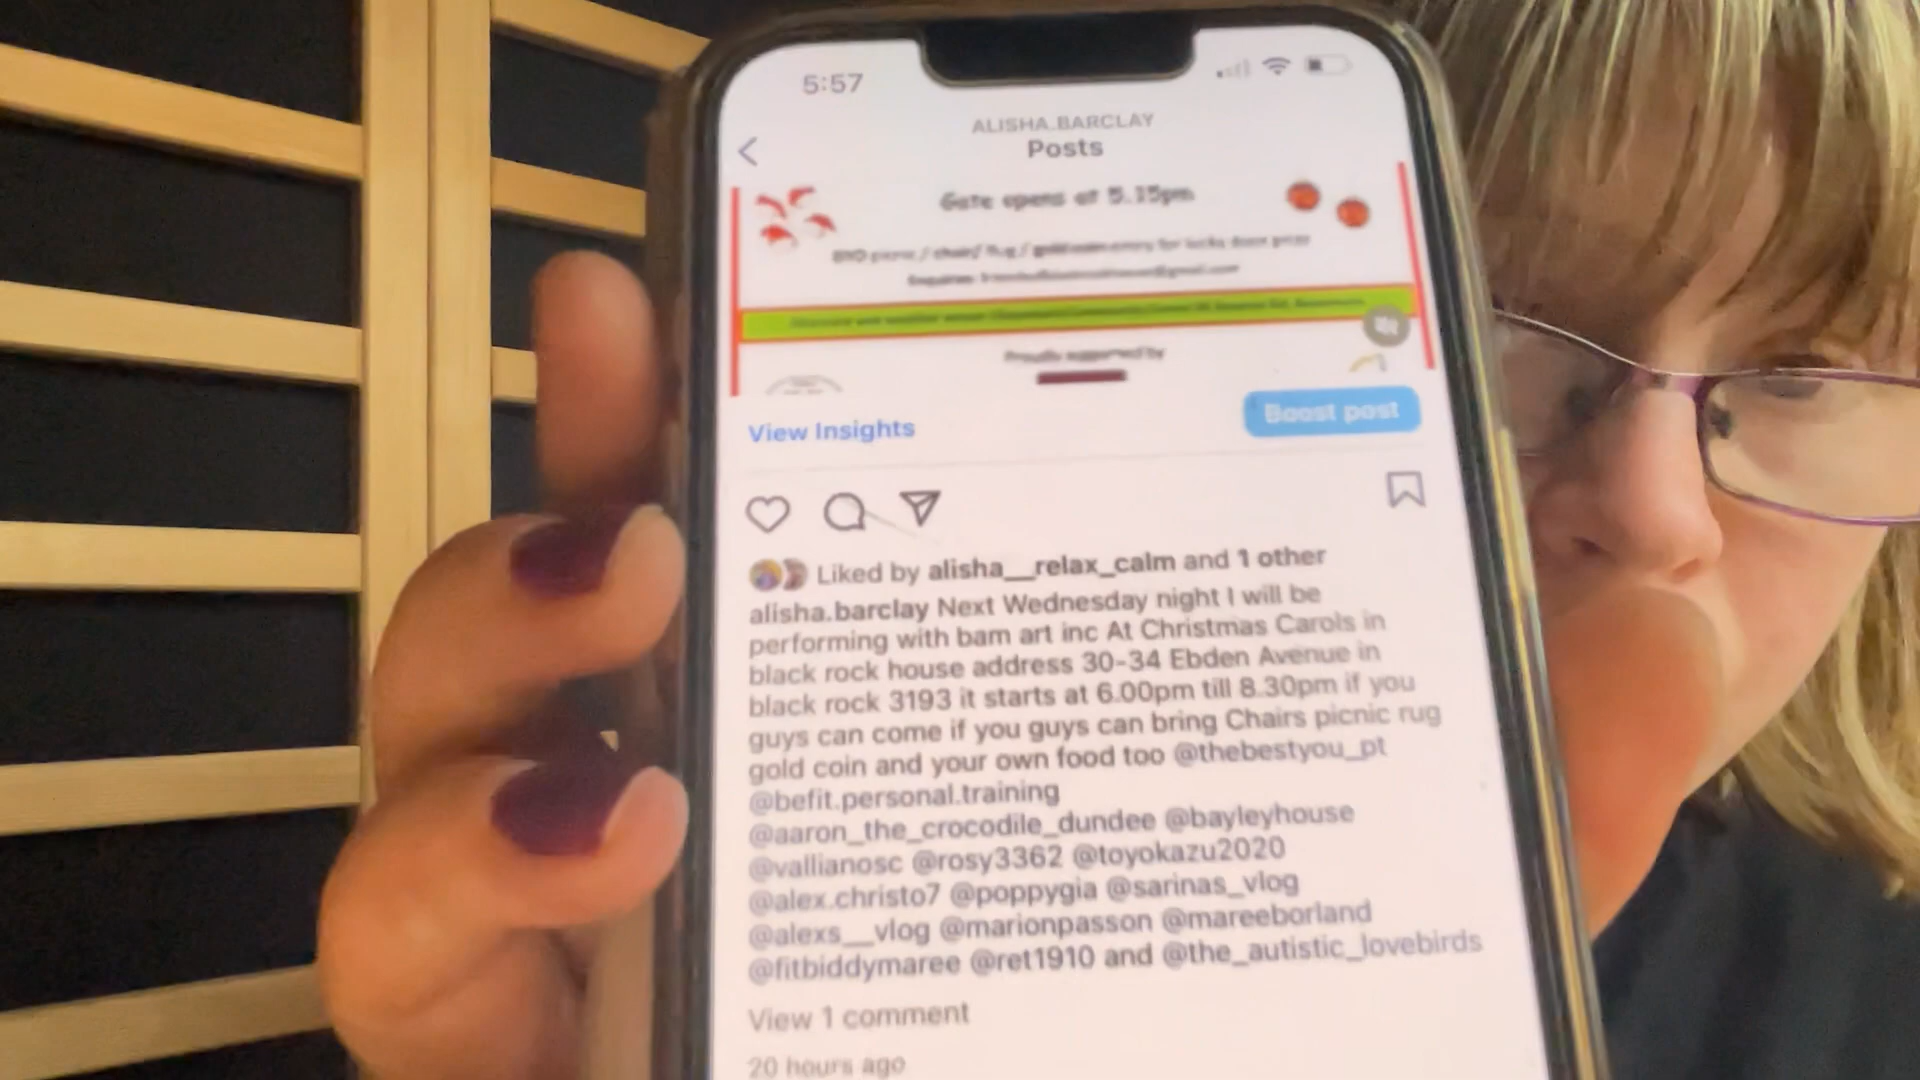 5:57
ALISHA.BARCLAY
Posts
Gate opens at 5.15pm
Proudly supported by
View Insights
Boost post
Liked by alisha__relax_calm and 1 other
alisha.barclay Next Wednesday night I will be
performing with bam art inc At Christmas Carols in
black rock house address 30-34 Ebden Avenue in
black rock 3193 it starts at 6.00pm till 8.30pm if you
guys can come if you guys can bring Chairs picnic rug
gold coin and your own food too @thebestyou_pt
@befit.personal.training
@aaron_the_crocodile_dundee @bayleyhouse
@vallianosc @rosy3362 @toyokazu2020
@alex.christo7 @poppygia @sarinas_vlog
@alexs__vlog @marionpasson @mareeborland
@fitbiddymaree @ret1910 and @the_autistic_lovebirds
View 1 comment
20 hours ago